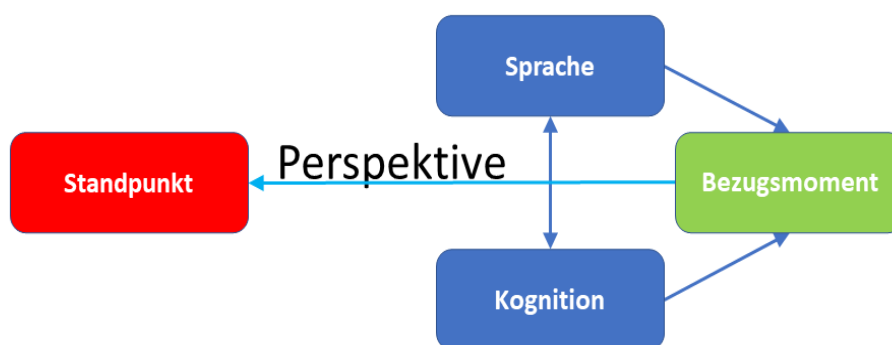 Sprache
Perspektive
Standpunkt
Bezugsmoment
Kognition